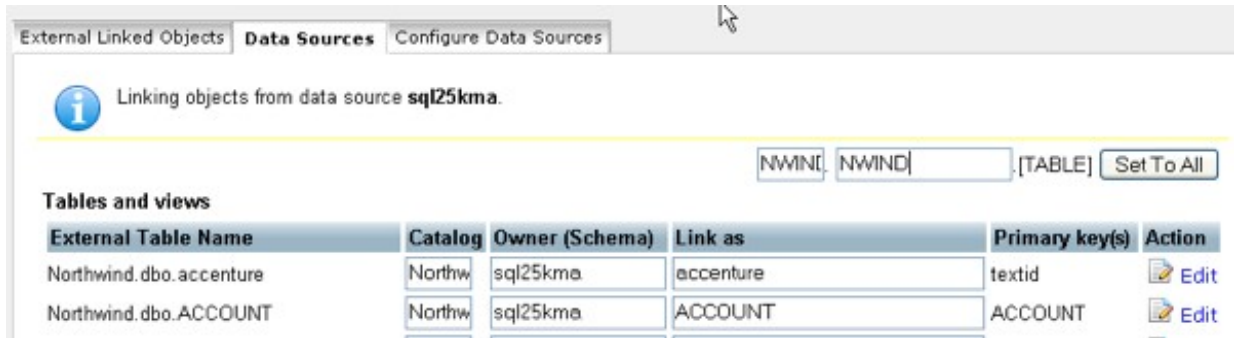 External Linked Objects Data Sources Configure Data Sources
Linking objects from data source sql25kma.
NWIND. NWIND .[TABLE] Set To All
Tables and views
External Table Name Catalog Owner (Schema) Link as Primary key(s) Action
Northwind.dbo.accenture Northw sql25kma accenture textid Edit
Northwind.dbo.ACCOUNT Northw sql25kma ACCOUNT ACCOUNT Edit